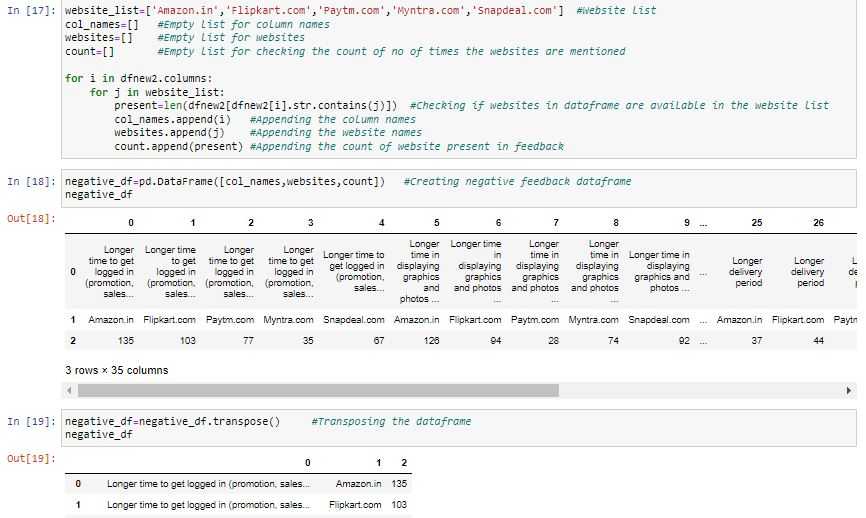 In [17]: website_list=['Amazon.in','Flipkart.com','Paytm.com','Myntra.com','Snapdeal.com']  #Website List
col_names=[]   #Empty list for column names
websites=[]    #Empty list for websites
count=[]       #Empty list for checking the count of no of times the websites are mentioned
for i in dfnew2.columns:
    for j in website_list:
        present=len(dfnew2[dfnew2[i].str.contains(j)])  #Checking if websites in dataframe are available in the website list
        col_names.append(i)   #Appending the column names
        websites.append(j)    #Appending the website names
        count.append(present) #Appending the count of website present in feedback
In [18]: negative_df=pd.DataFrame([col_names,websites,count])   #Creating negative feedback dataframe
negative_df
Out[18]:
0 1 2 3 4 5 6 7 8 9 ... 25 26
0 Longer time to get logged in (promotion, sales... Longer time to get logged in (promotion, sales... Longer time to get logged in (promotion, sales... Longer time to get logged in (promotion, sales... Longer time to get logged in (promotion, sales... Longer time in displaying graphics and photos ... Longer time in displaying graphics and photos ... Longer time in displaying graphics and photos ... Longer time in displaying graphics and photos ... Longer time in displaying graphics and photos ... ... Longer delivery period Longer delivery period
1 Amazon.in Flipkart.com Paytm.com Myntra.com Snapdeal.com Amazon.in Flipkart.com Paytm.com Myntra.com Snapdeal.com ... Amazon.in Flipkart.com Paytn
2 135 103 77 35 67 126 94 28 74 92 ... 37 44
3 rows × 35 columns
In [19]: negative_df=negative_df.transpose()     #Transposing the dataframe
negative_df
Out[19]:
0 1 2
0 Longer time to get logged in (promotion, sales... Amazon.in 135
1 Longer time to get logged in (promotion, sales... Flipkart.com 103